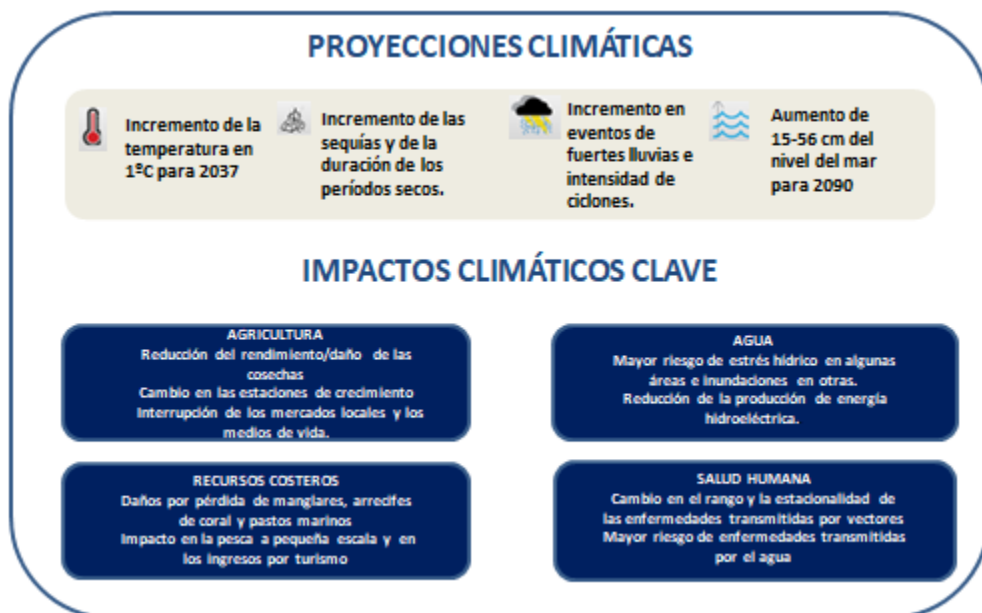 PROYECCIONES CLIMÁTICAS
Incremento de la
temperatura en
1ºC para 2037
Incremento de las
sequías y de la
duración de los
períodos secos.
Incremento en
eventos de
fuertes lluvias e
intensidad de
ciclones.
Aumento de
15-56 cm del
nivel del mar
para 2090
IMPACTOS CLIMÁTICOS CLAVE
AGRICULTURA
Reducción del rendimiento/daño de las
cosechas
Cambio en las estaciones de crecimiento
Interrupción de los mercados locales y los
medios de vida.
AGUA
Mayor riesgo de estrés hídrico en algunas
áreas e inundaciones en otras.
Reducción de la producción de energía
hidroeléctrica.
RECURSOS COSTEROS
Daños por pérdida de manglares, arrecifes
de coral y pastos marinos
Impacto en la pesca a pequeña escala y en
los ingresos por turismo
SALUD HUMANA
Cambio en el rango y la estacionalidad de
las enfermedades transmitidas por vectores
Mayor riesgo de enfermedades transmitidas
por el agua